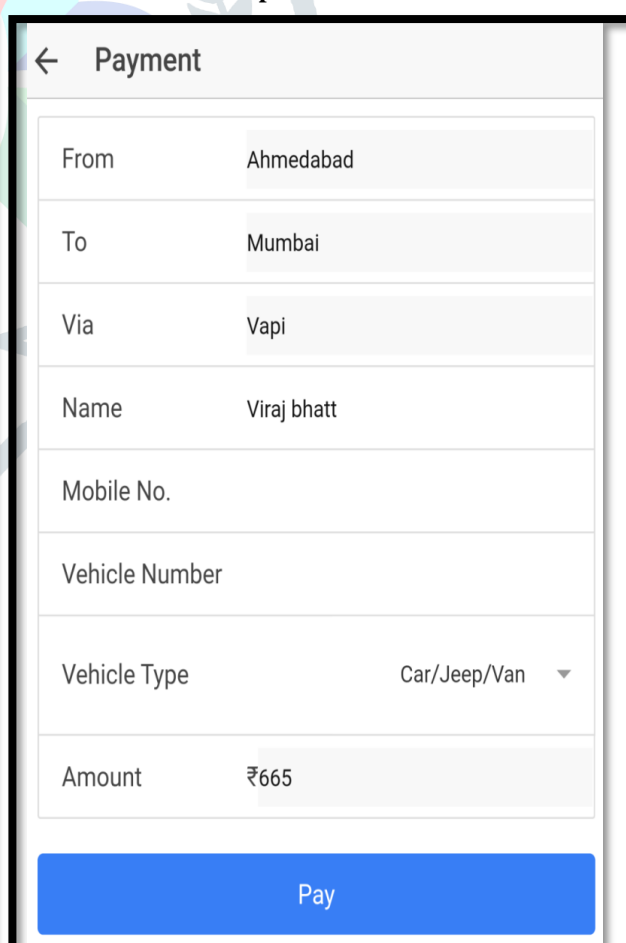 Payment
From Ahmedabad
To Mumbai
Via Vapi
Name Viraj bhatt
Mobile No.
Vehicle Number
Vehicle Type Car/Jeep/Van
Amount ₹665
Pay